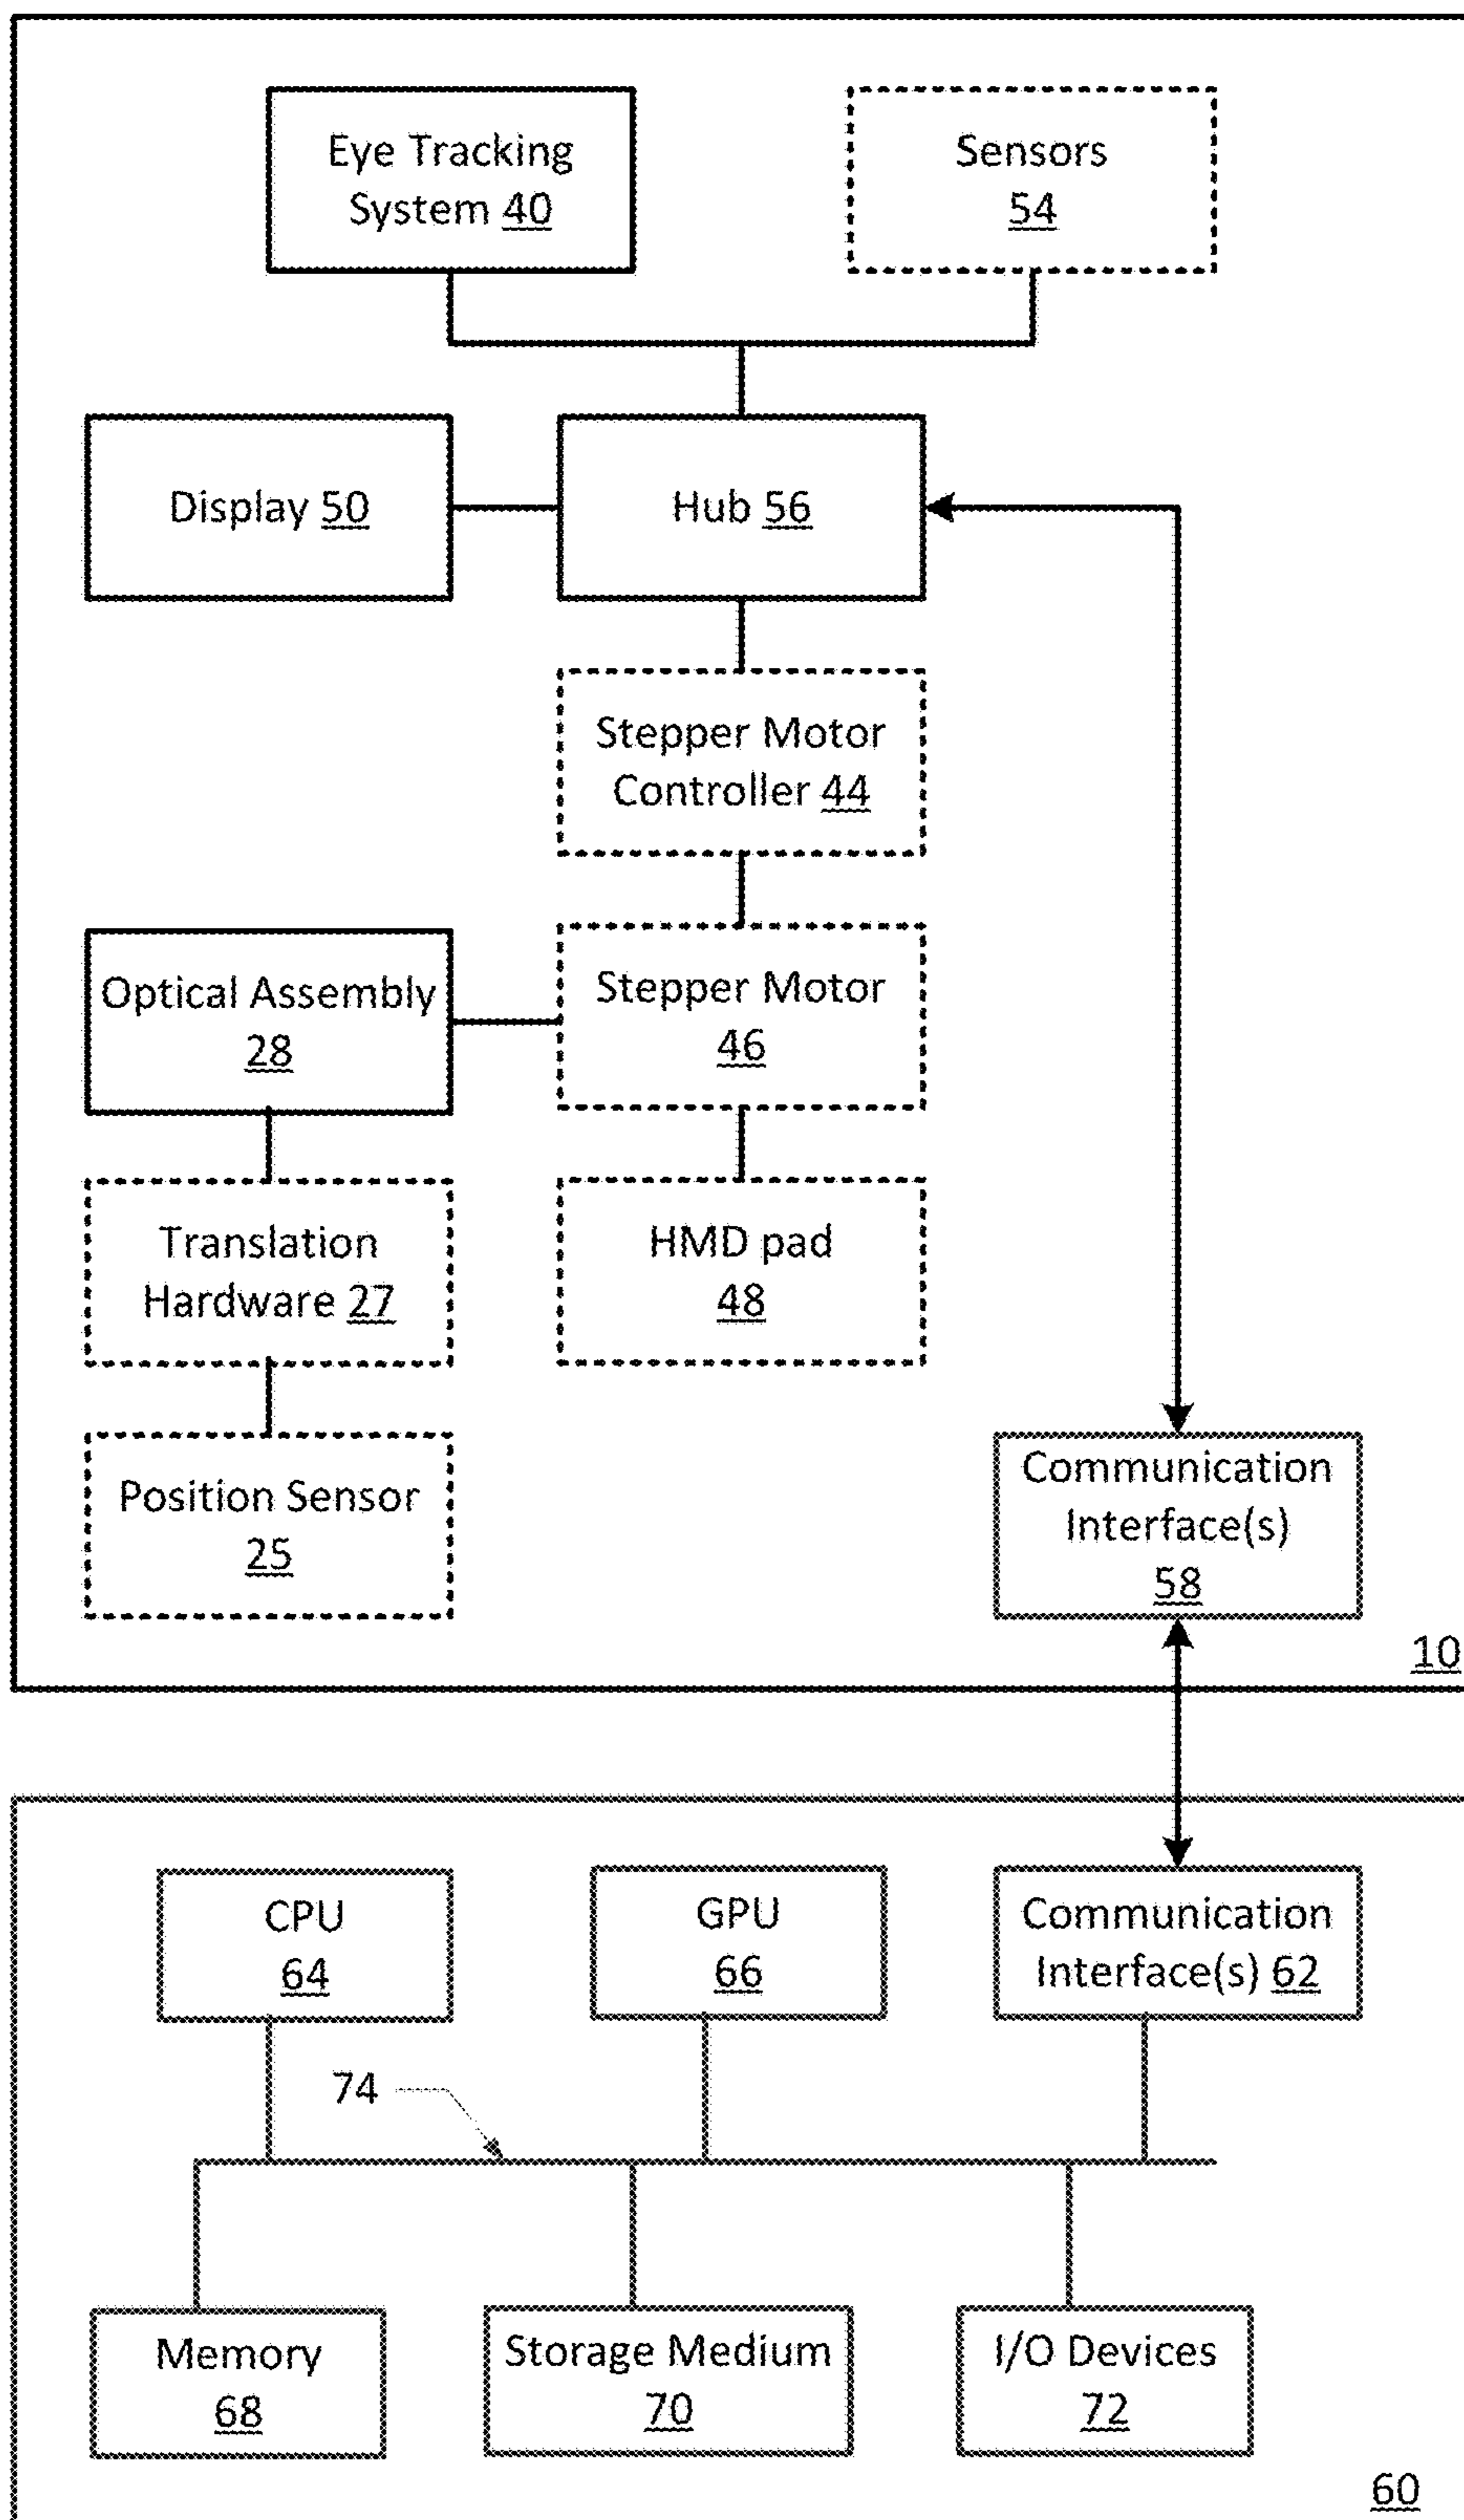 Eye Tracking
System 40
Sensors
54
Display 50
Hub 56
Stepper Motor
Controller 44
Optical Assembly
28
Stepper Motor
46
Translation
Hardware 27
HMD pad
48
Position Sensor
25
Communication
Interface(s)
58
10
CPU
64
GPU
66
Communication
Interface(s) 62
74
Memory
68
Storage Medium
70
I/O Devices
72
60